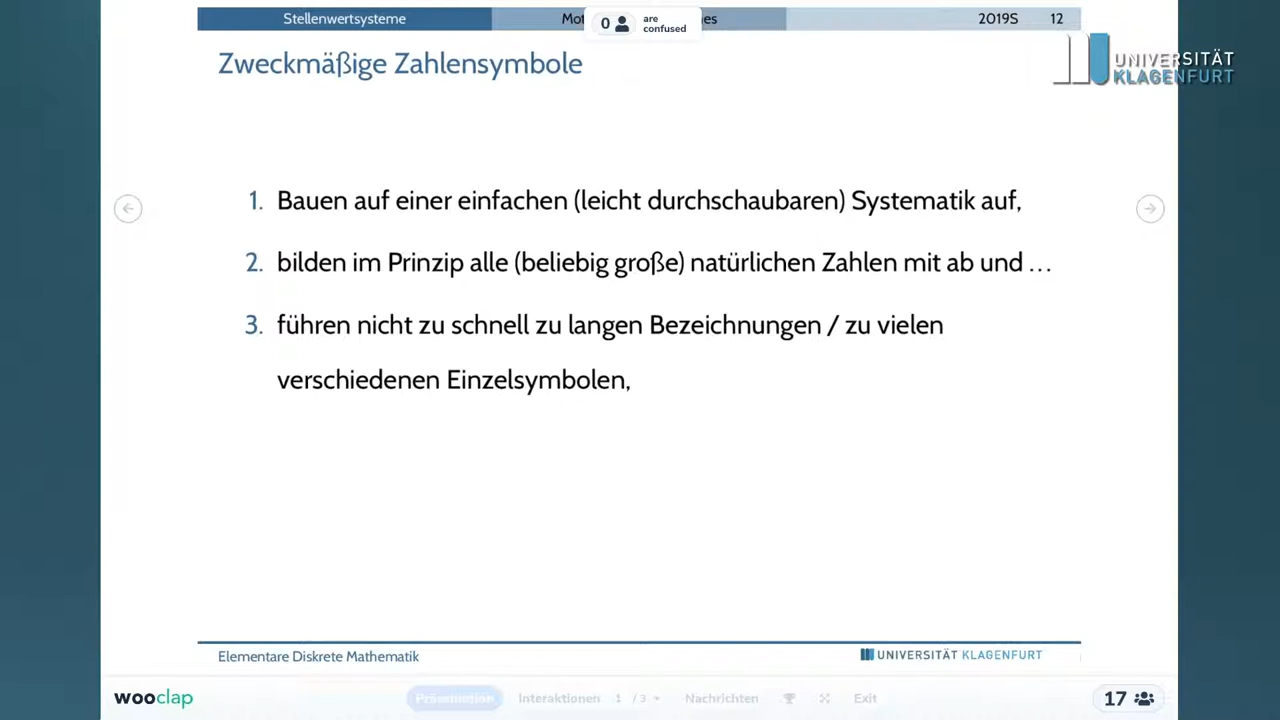 Stellenwertsysteme Mot es 2019S 12
0 are confused
Zweckmäßige Zahlensymbole
UNIVERSITÄT
KLAGENFURT
1. Bauen auf einer einfachen (leicht durchschaubaren) Systematik auf,
2. bilden im Prinzip alle (beliebig große) natürlichen Zahlen mit ab und …
3. führen nicht zu schnell zu langen Bezeichnungen / zu vielen
verschiedenen Einzelsymbolen,
Elementare Diskrete Mathematik UNIVERSITÄT KLAGENFURT
wooclap Präsentation Interaktionen 1 / 3 Nachrichten Exit 17